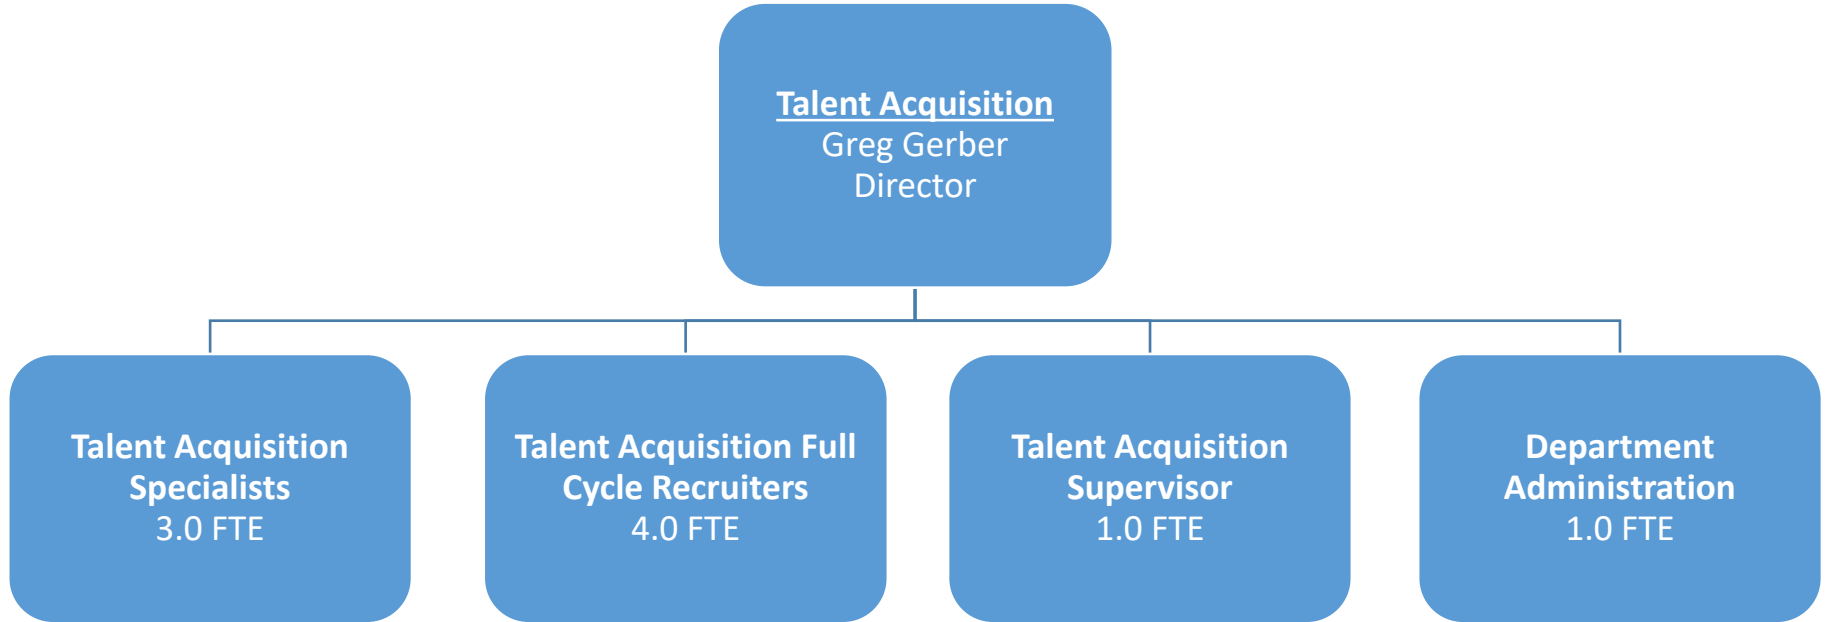 Talent Acquisition
Greg Gerber
Director
Talent Acquisition
Specialists
3.0 FTE
Talent Acquisition Full
Cycle Recruiters
4.0 FTE
Talent Acquisition
Supervisor
1.0 FTE
Department
Administration
1.0 FTE